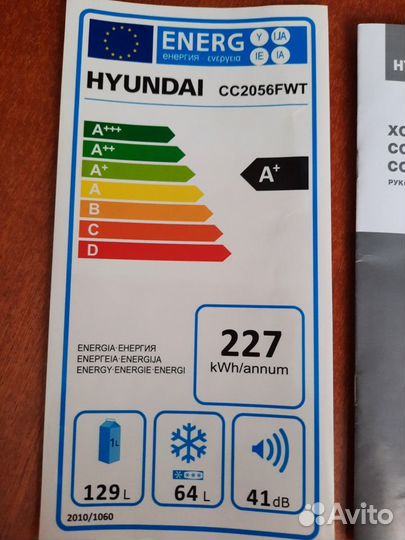 ENERG Y IJA
енергия · ενεργεια IE IA
HYUNDAI CC2056FWT
A+++
A++
A+
A
B
C
D
A+
ENERGIA·ЕНЕРГИЯ
ΕΝΕΡΓΕΙΑ·ENERGIJA
ENERGY·ENERGIE·ENERGI
227
kWh/annum
1L
129 L
64 L
41 dB
2010/1060
Avito